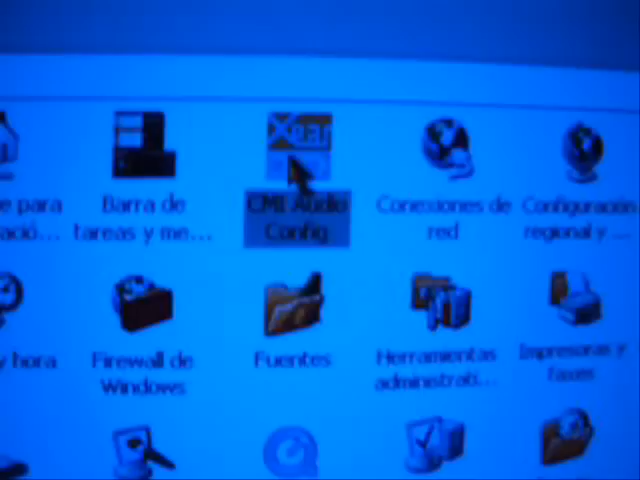 Xear
e para
ació...
Barra de
tareas y me...
CMI Audio
Config
Conexiones de
red
Configuración
regional y ...
y hora
Firewall de
Windows
Fuentes
Herramientas
administrati...
Impresoras y
faxes